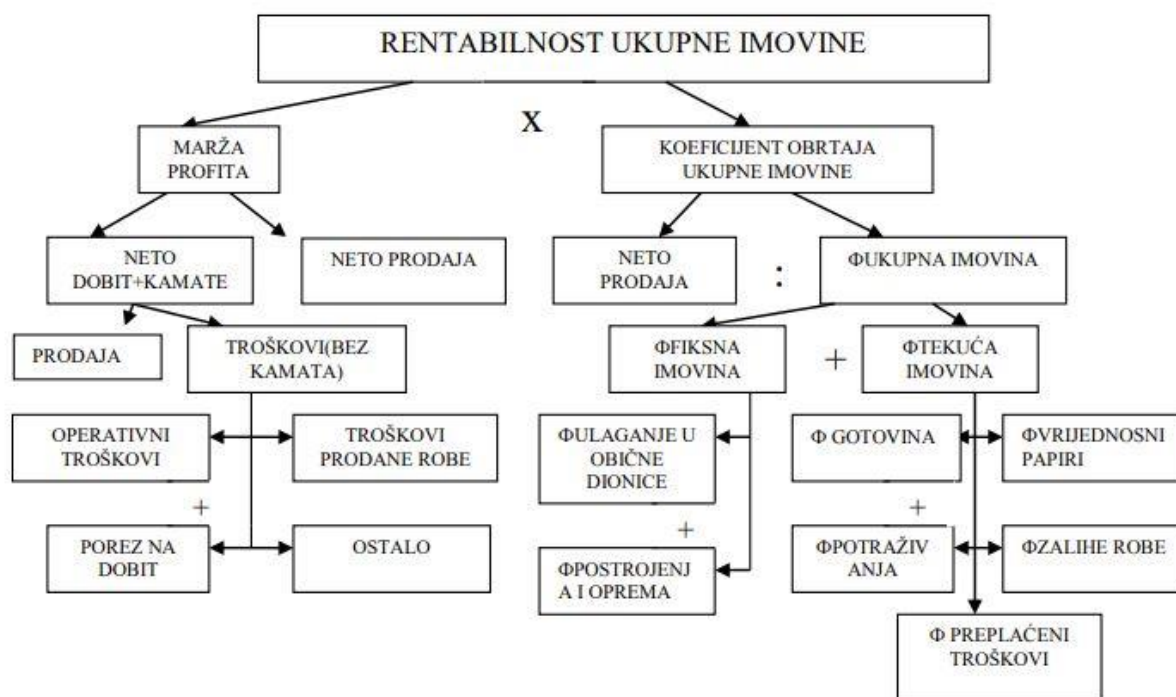 RENTABILNOST UKUPNE IMOVINE
X
MARŽA
PROFITA
KOEFICIJENT OBRTAJA
UKUPNE IMOVINE
NETO
DOBIT+KAMATE
NETO PRODAJA
NETO
PRODAJA
:
ΦUKUPNA IMOVINA
PRODAJA
TROŠKOVI(BEZ
KAMATA)
ΦFIKSNA
IMOVINA
+
ΦTEKUĆA
IMOVINA
OPERATIVNI
TROŠKOVI
TROŠKOVI
PRODANE ROBE
ΦULAGANJE U
OBIČNE
DIONICE
Φ GOTOVINA
ΦVRIJEDNOSNI
PAPIRI
+
+
+
POREZ NA
DOBIT
OSTALO
ΦPOSTROJENJ
A I OPREMA
ΦPOTRAŽIV
ANJA
ΦZALIHE ROBE
Φ PREPLAĆENI
TROŠKOVI